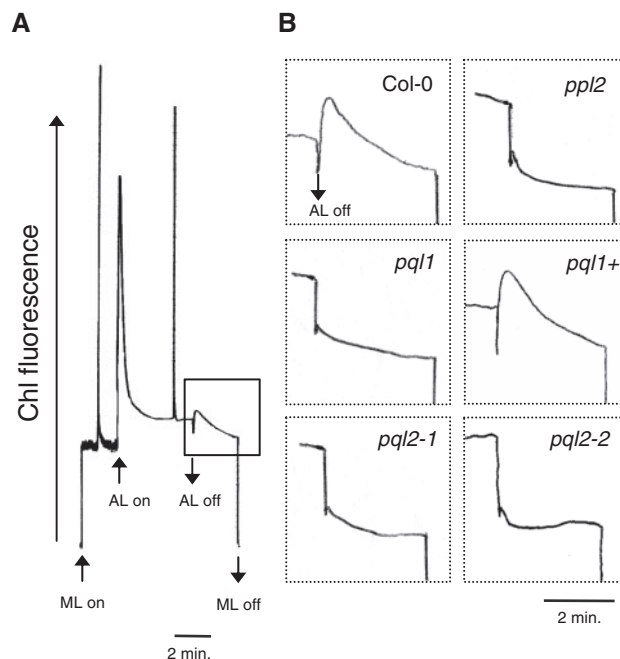 A
Chl fluorescence
AL on
AL off
ML on
ML off
2 min.
B
Col-0
AL off
ppl2
pql1
pql1+
pql2-1
pql2-2
2 min.